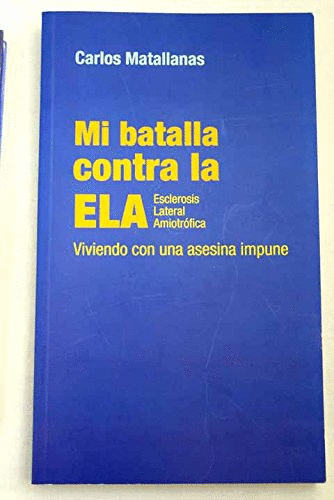 Carlos Matallanas
Mi batalla
contra la
ELA
Esclerosis
Lateral
Amiotrófica
Viviendo con una asesina impune